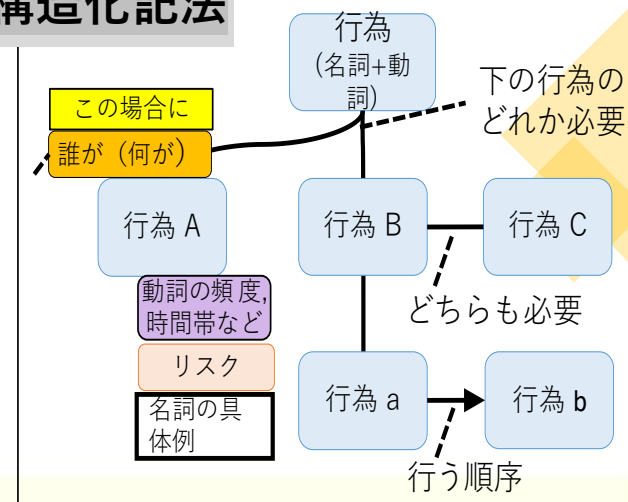 構造化記法
行為
(名詞+動
詞)
下の行為の
どれか必要
この場合に
誰が（何が）
行為 A
行為 B
行為 C
動詞の頻度,
時間帯など
どちらも必要
リスク
名詞の具
体例
行為 a
行為 b
行う順序